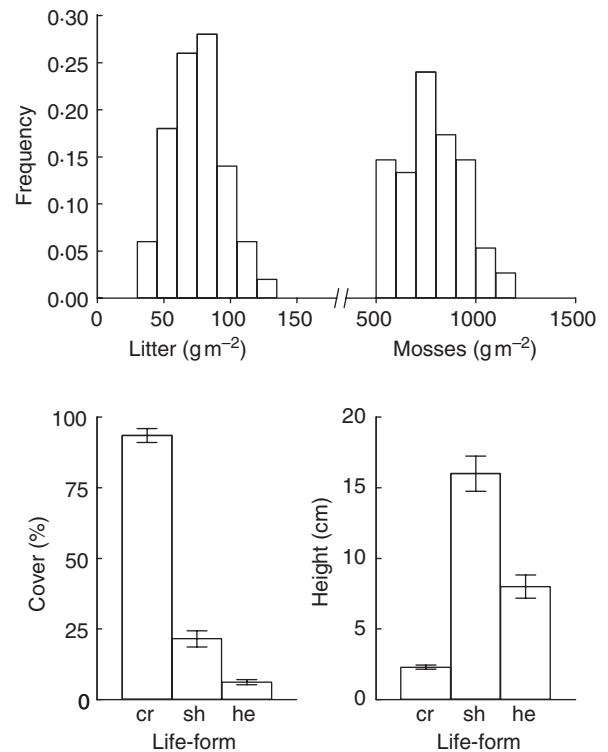 0·30
0·25
0·20
0·15
0·10
0·05
0·00
Frequency
0 50 100 150 500 1000 1500
Litter (g m–2) Mosses (g m–2)
100
75
50
25
0
Cover (%)
cr sh he
Life-form
20
15
10
5
0
Height (cm)
cr sh he
Life-form